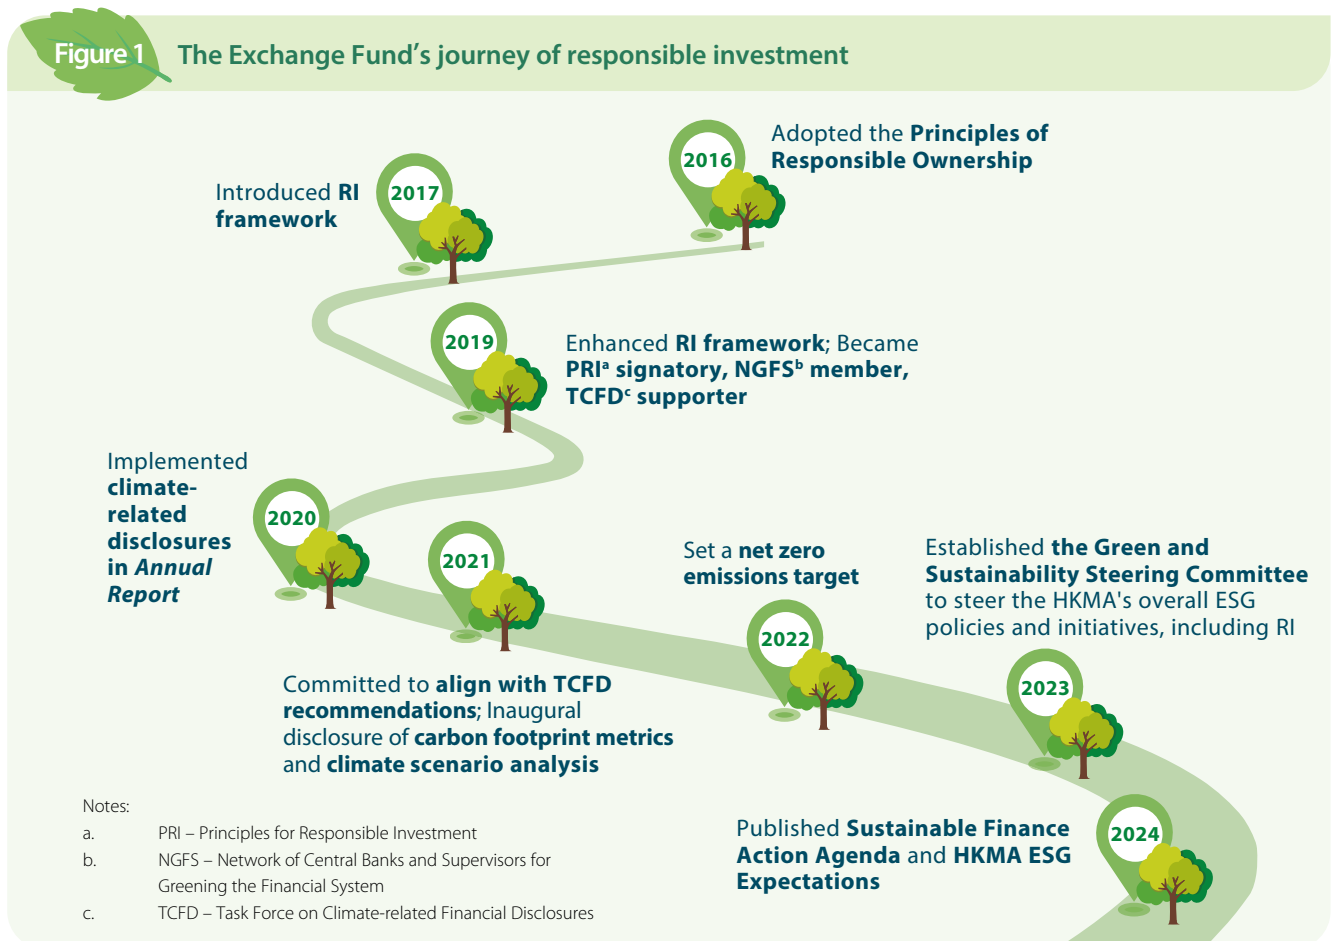 Figure 1
The Exchange Fund's journey of responsible investment
2016
Adopted the Principles of
Responsible Ownership
2017
Introduced RI
framework
2019
Enhanced RI framework; Became
PRIᵃ signatory, NGFSᵇ member,
TCFDᶜ supporter
2020
Implemented
climate-
related
disclosures
in Annual
Report
2021
Committed to align with TCFD
recommendations; Inaugural
disclosure of carbon footprint metrics
and climate scenario analysis
2022
Set a net zero
emissions target
2023
Established the Green and
Sustainability Steering Committee
to steer the HKMA's overall ESG
policies and initiatives, including RI
2024
Published Sustainable Finance
Action Agenda and HKMA ESG
Expectations
Notes:
a. PRI – Principles for Responsible Investment
b. NGFS – Network of Central Banks and Supervisors for
Greening the Financial System
c. TCFD – Task Force on Climate-related Financial Disclosures